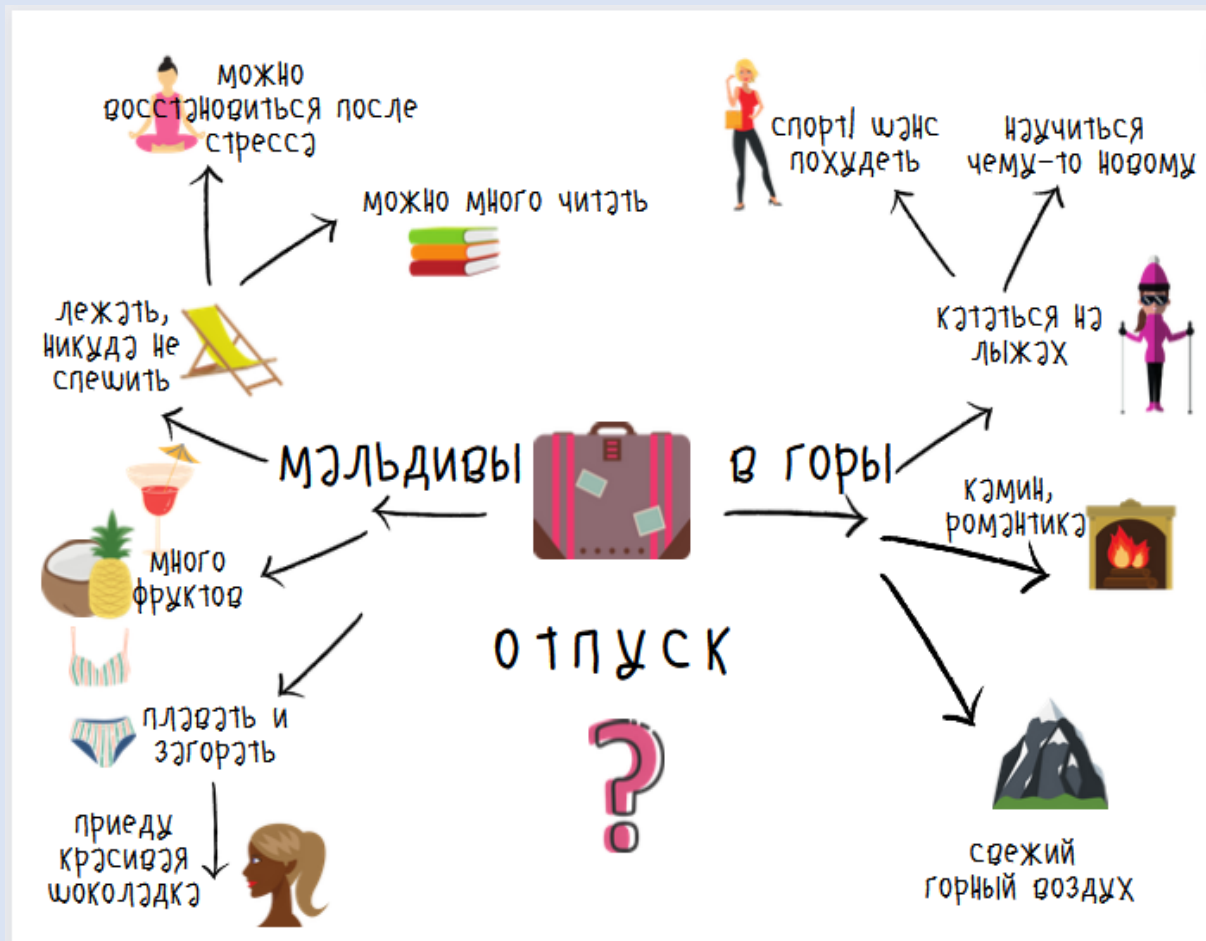 можно
восстановиться после
стресса
можно много читать
лежать,
никуда не
спешить
мальдивы
много
фруктов
плавать и
загорать
приеду
красивая
шоколадка
отпуск
в горы
спорт! шанс
похудеть
научиться
чему-то новому
кататься на
лыжах
камин,
романтика
свежий
горный воздух